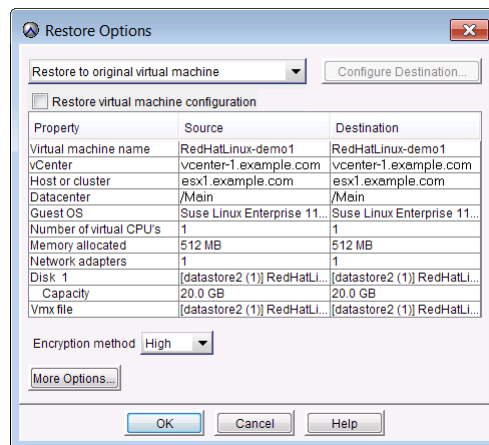 Restore Options
Restore to original virtual machine Configure Destination...
Restore virtual machine configuration
Property Source Destination
Virtual machine name RedHatLinux-demo1 RedHatLinux-demo1
vCenter vcenter-1.example.com vcenter-1.example.com
Host or cluster esx1.example.com esx1.example.com
Datacenter /Main /Main
Guest OS Suse Linux Enterprise 11... Suse Linux Enterprise 11...
Number of virtual CPU's 1 1
Memory allocated 512 MB 512 MB
Network adapters 1 1
Disk 1 [datastore2 (1)] RedHatLi... [datastore2 (1)] RedHatLi...
Capacity 20.0 GB 20.0 GB
Vmx file [datastore2 (1)] RedHatLi... [datastore2 (1)] RedHatLi...
Encryption method High
More Options...
OK Cancel Help